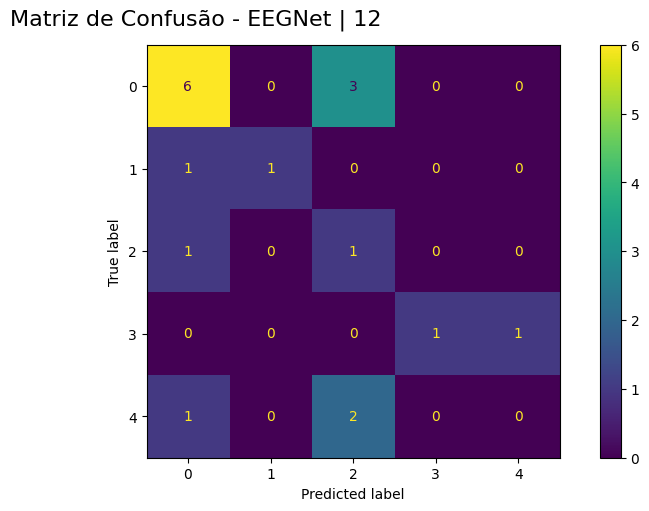 Matriz de Confusão - EEGNet | 12
6
0 6 0 3 0 0
5
1 1 1 0 0 0
4
3
True label
2 1 0 1 0 0
2
3 0 0 0 1 1
1
4 1 0 2 0 0
0
0 1 2 3 4
Predicted label